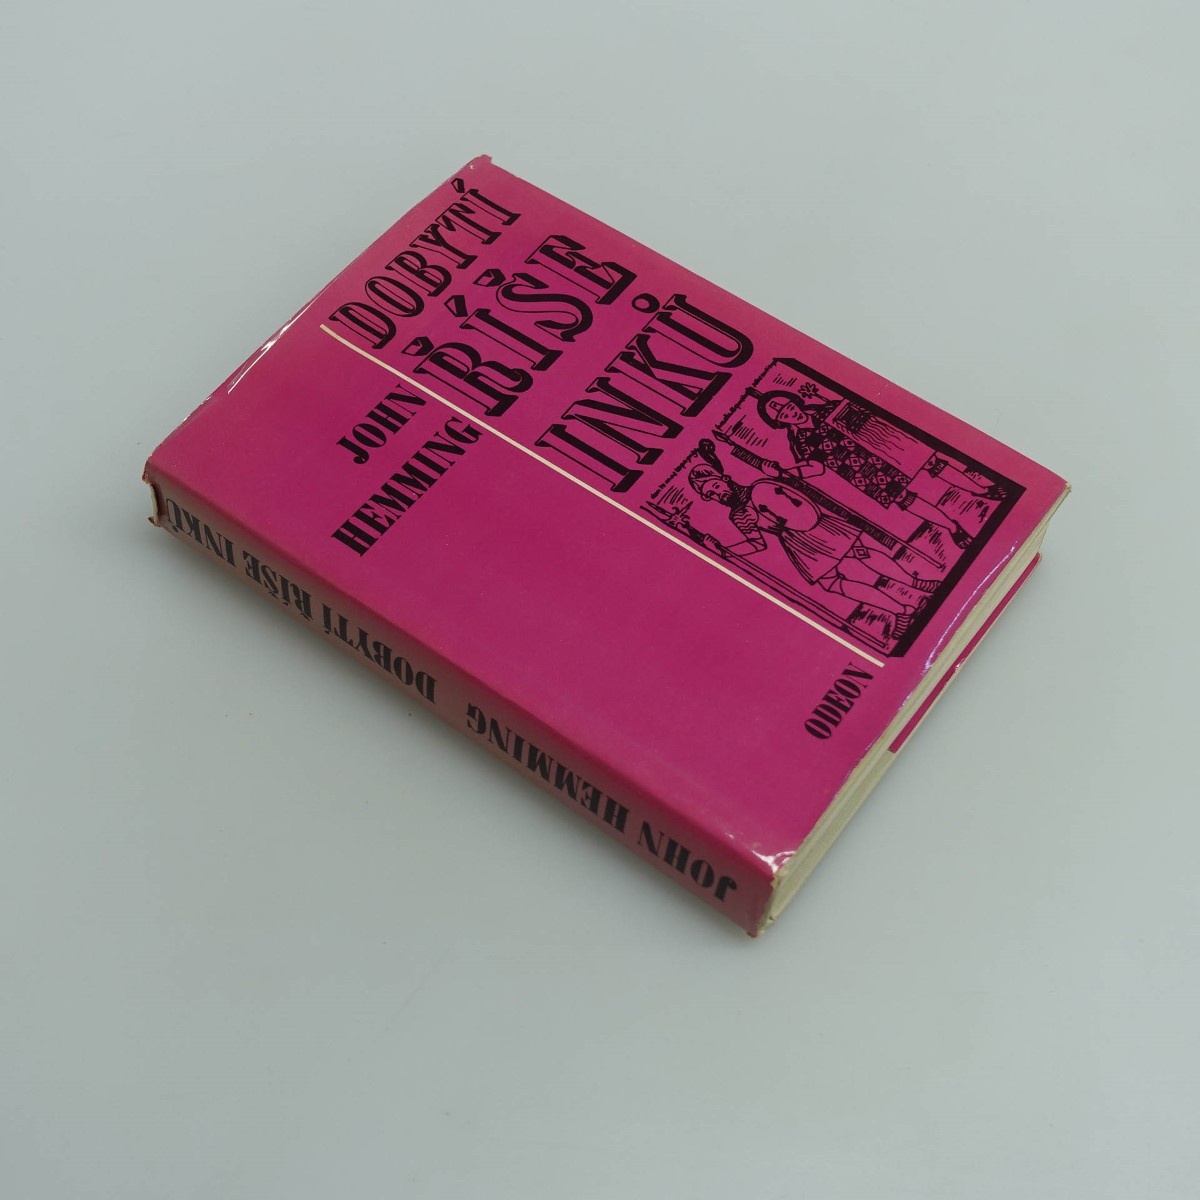 DOBYTÍ
ŘÍŠE
INKŮ
JOHN
HEMMING
ODEON
JOHN HEMMING DOBYTÍ ŘÍŠE INKŮ